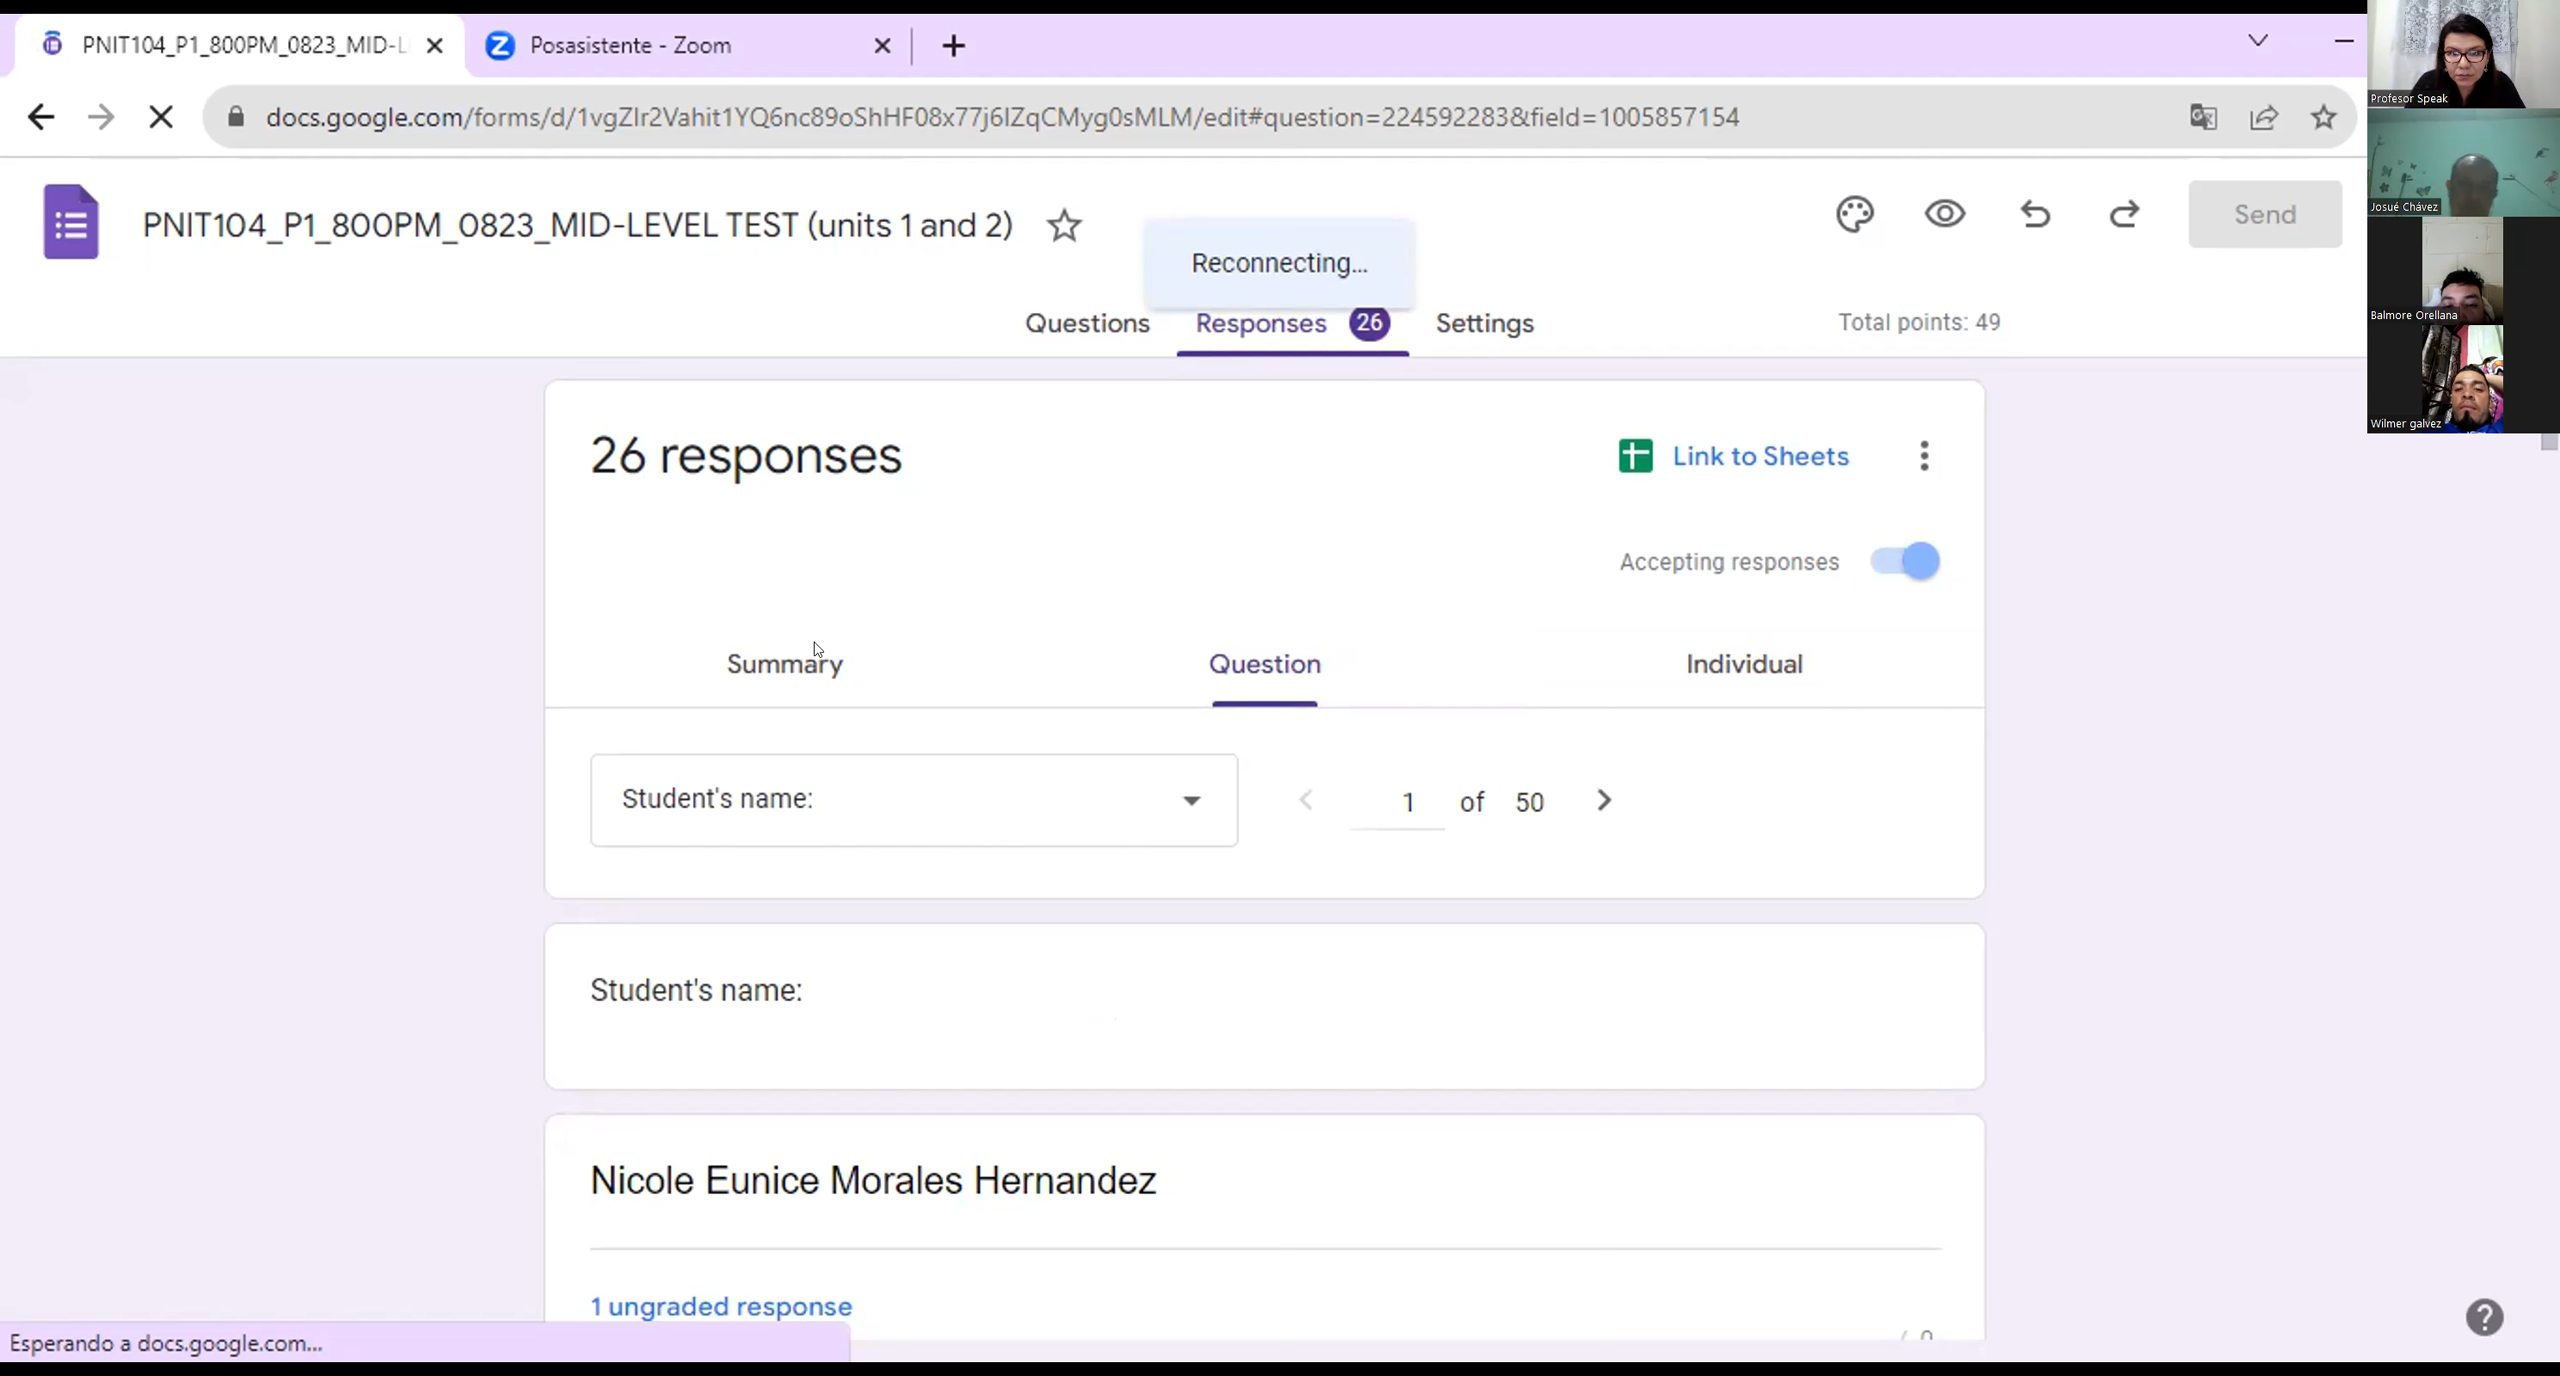 PNIT104_P1_800PM_0823_MID-L
Posasistente - Zoom
docs.google.com/forms/d/1vgZlr2Vahit1YQ6nc89oShHF08x77j6IZqCMyg0sMLM/edit#question=224592283&field=1005857154
Profesor Speak
PNIT104_P1_800PM_0823_MID-LEVEL TEST (units 1 and 2)
Send
Josué Chávez
Reconnecting...
Questions
Responses 26
Settings
Total points: 49
Balmore Orellana
Wilmer galvez
26 responses
Link to Sheets
Accepting responses
Summary
Question
Individual
Student's name:
1 of 50
Student's name:
Nicole Eunice Morales Hernandez
1 ungraded response
/ 0
Esperando a docs.google.com...